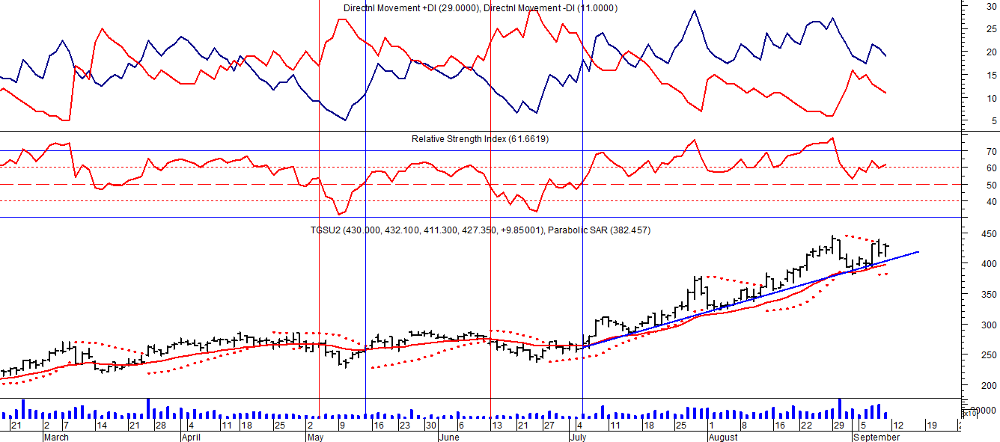 Directnl Movement +DI (29.0000), Directnl Movement -DI (11.0000)
30
25
20
15
10
5
Relative Strength Index (61.6619)
70
60
50
40
TGSU2 (430.000, 432.100, 411.300, 427.350, +9.85001), Parabolic SAR (382.457)
450
400
350
300
250
200
x10
21 2 7 14 21 28 4 11 18 25 2 9 16 23 30 6 13 21 27 4 11 18 25 1 8 16 22 29 5 12 19
March April May June July August September